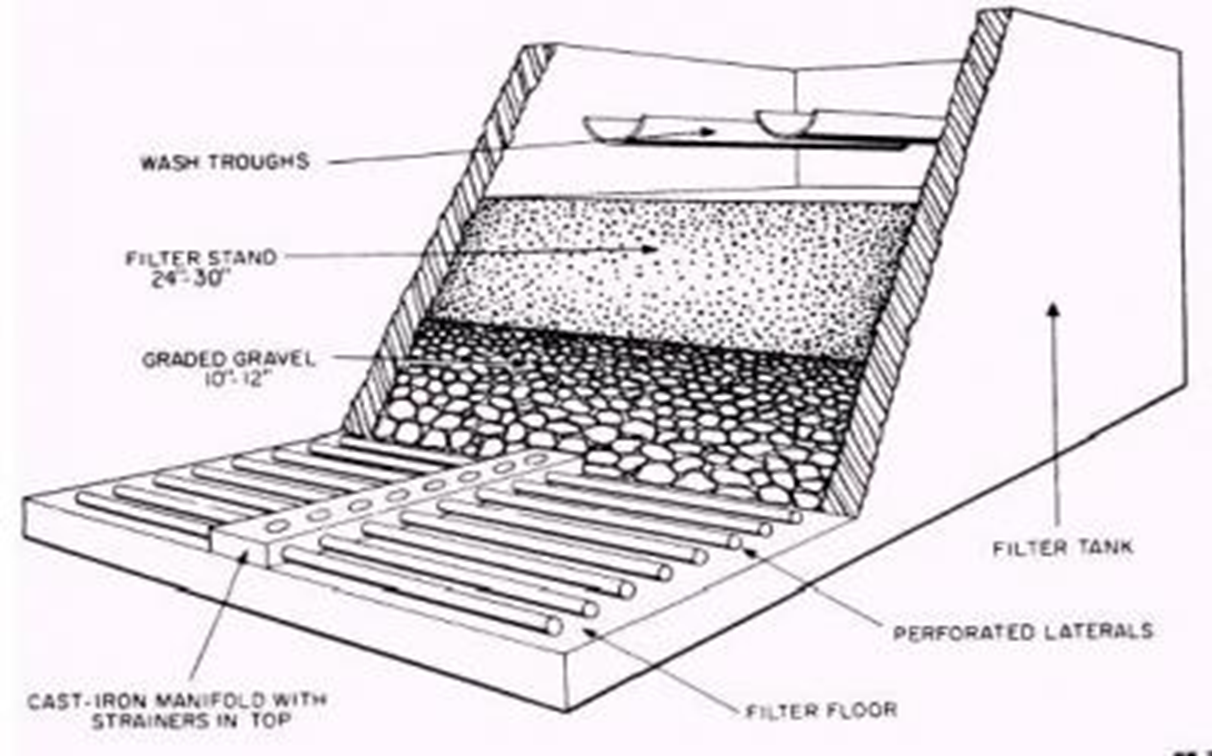 WASH TROUGHS
FILTER STAND
24"-30"
GRADED GRAVEL
10"-12"
FILTER TANK
PERFORATED LATERALS
CAST-IRON MANIFOLD WITH
STRAINERS IN TOP
FILTER FLOOR